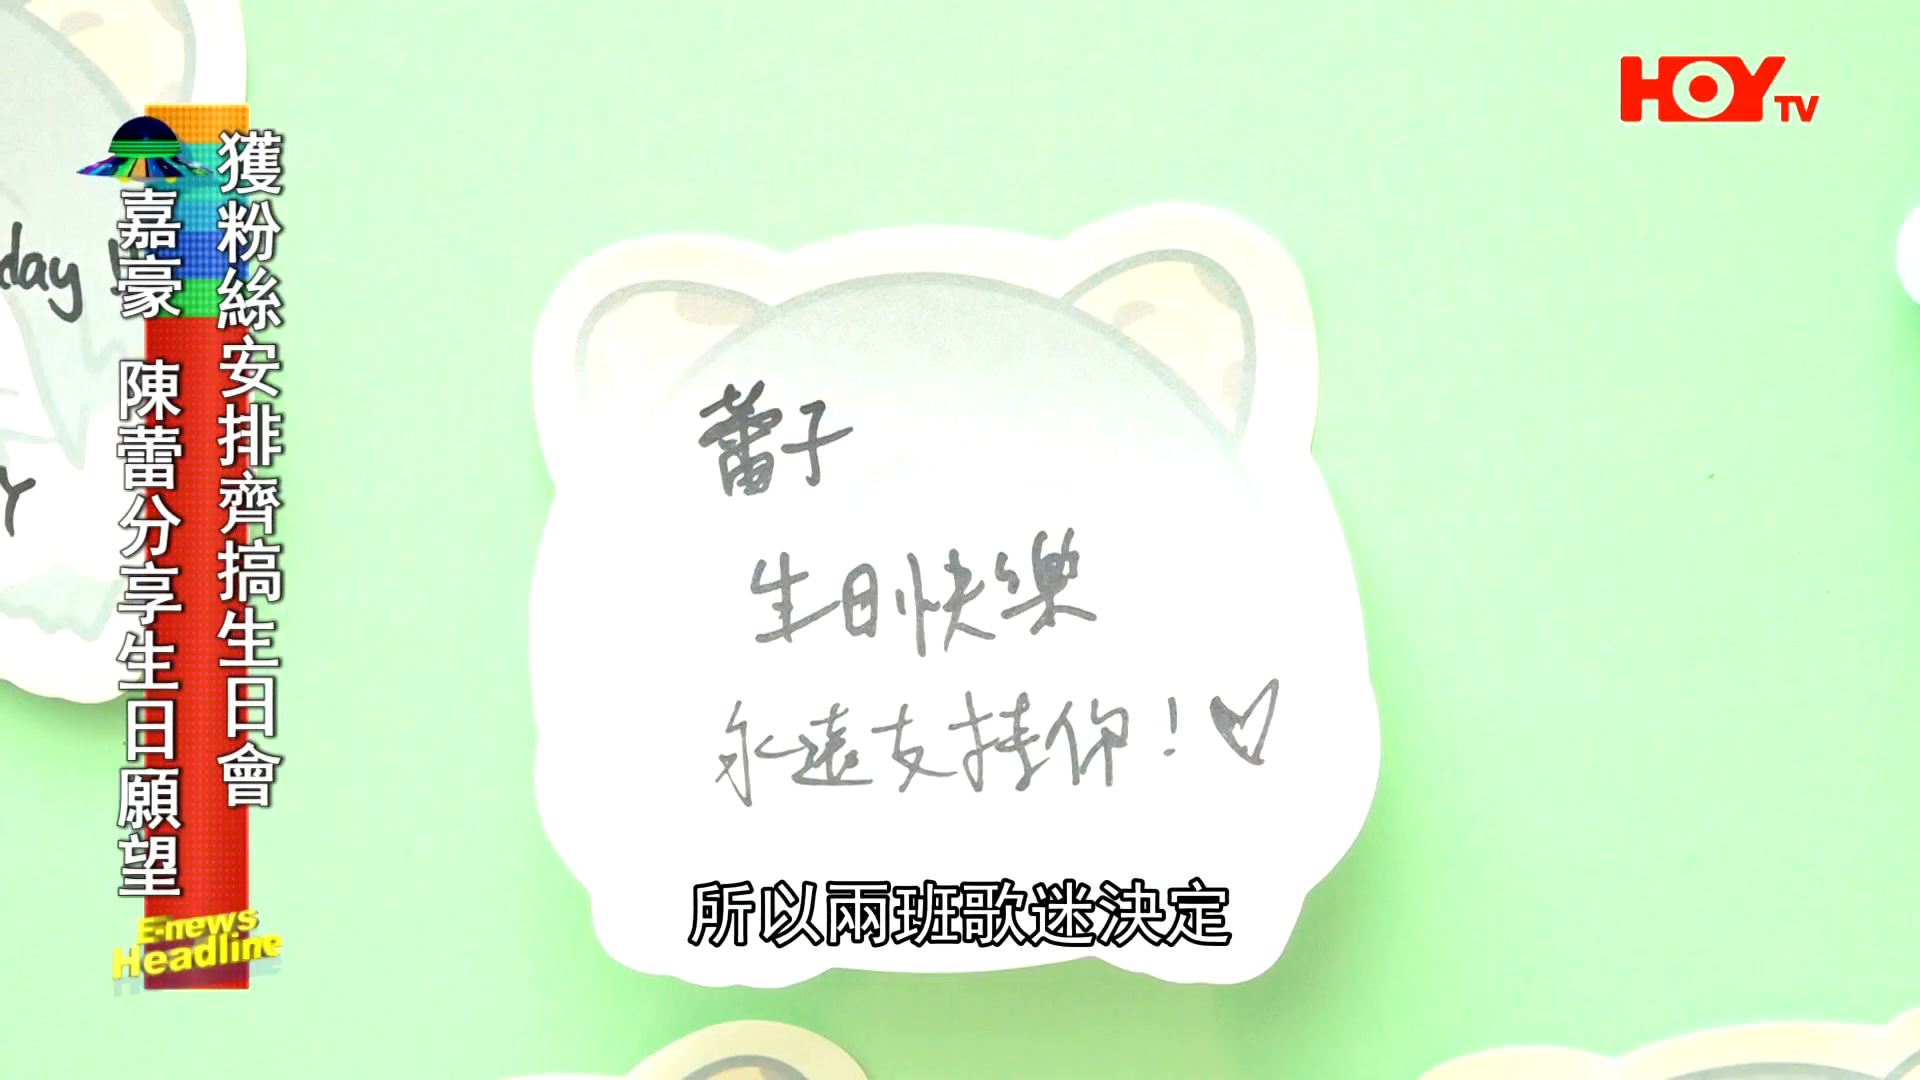 HOY TV
獲粉絲安排齊搞生日會
嘉豪 陳蕾分享生日願望
E-news
Headline
day !!
Y
蕾子
生日快樂
永遠支持你！♡
所以兩班歌迷決定